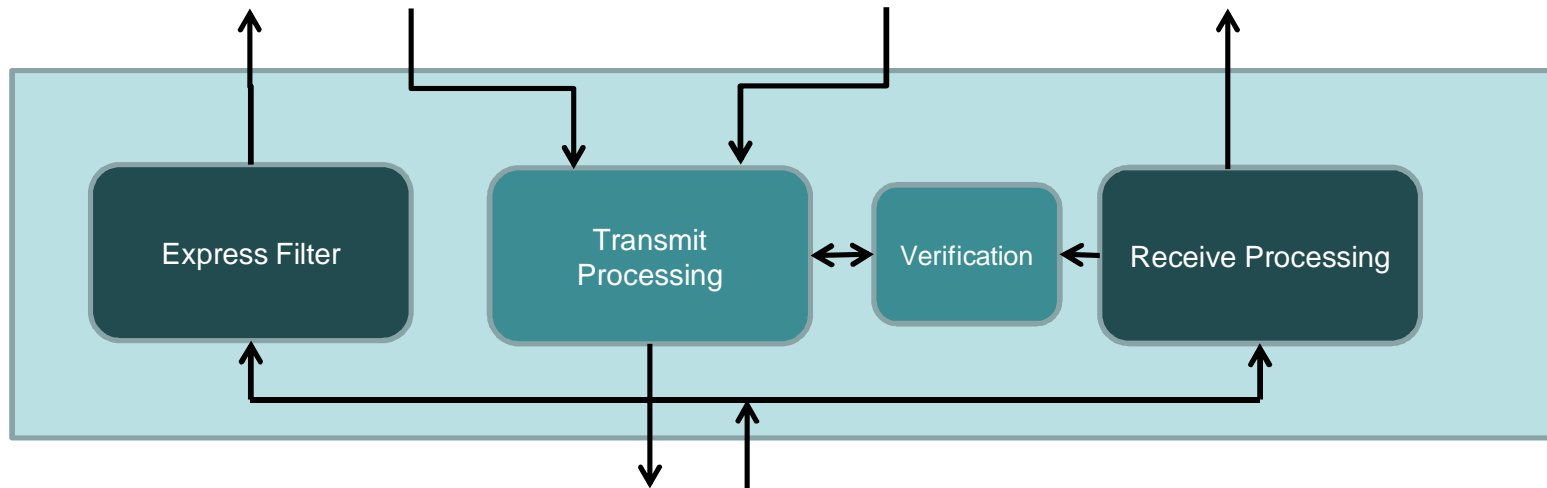 Express Filter
Transmit
Processing
Verification
Receive Processing